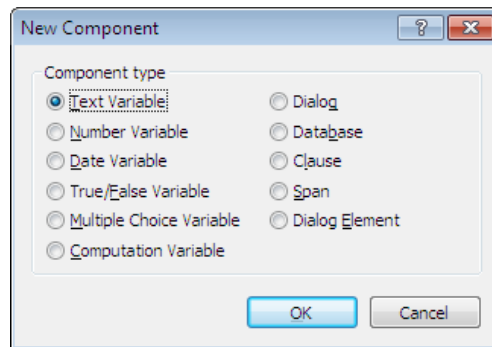 New Component
Component type
Text Variable
Number Variable
Date Variable
True/False Variable
Multiple Choice Variable
Computation Variable
Dialog
Database
Clause
Span
Dialog Element
OK
Cancel